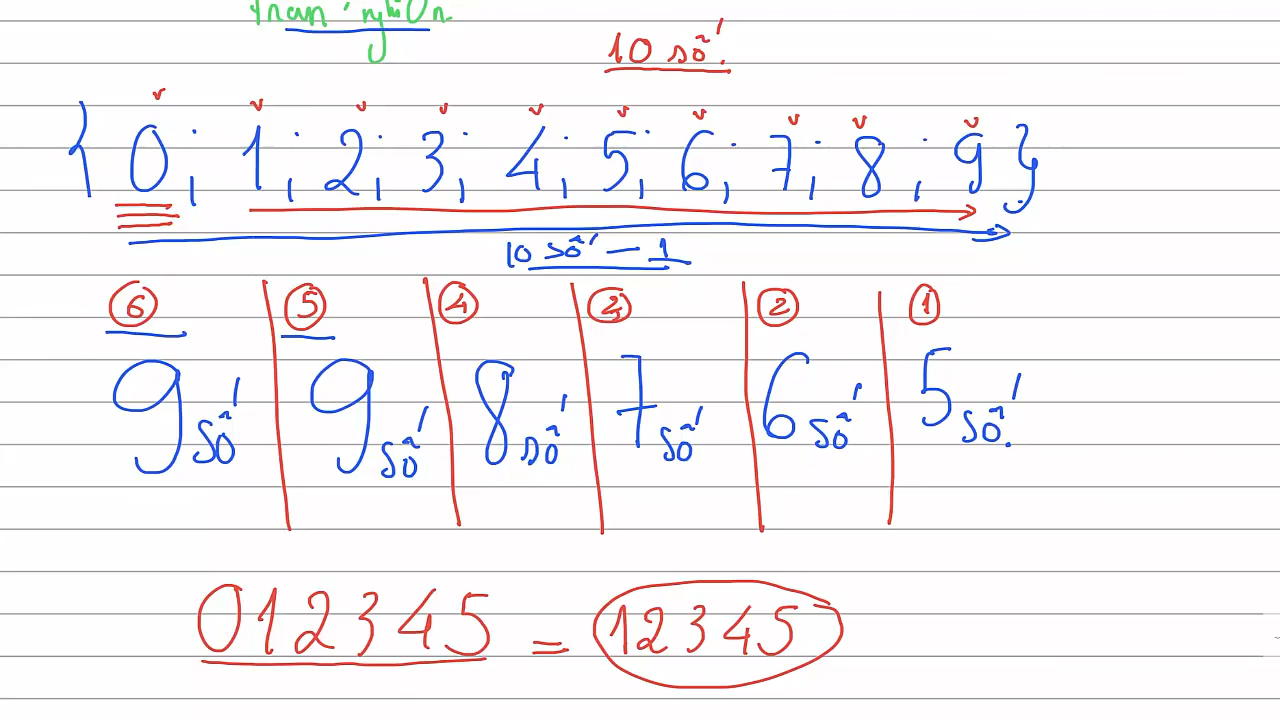 10 số
{ 0; 1; 2; 3; 4; 5; 6; 7; 8; 9 }
10 số - 1
6 5 4 3 2 1
9 số 9 số 8 số 7 số 6 số 5 số
012345 = 12345